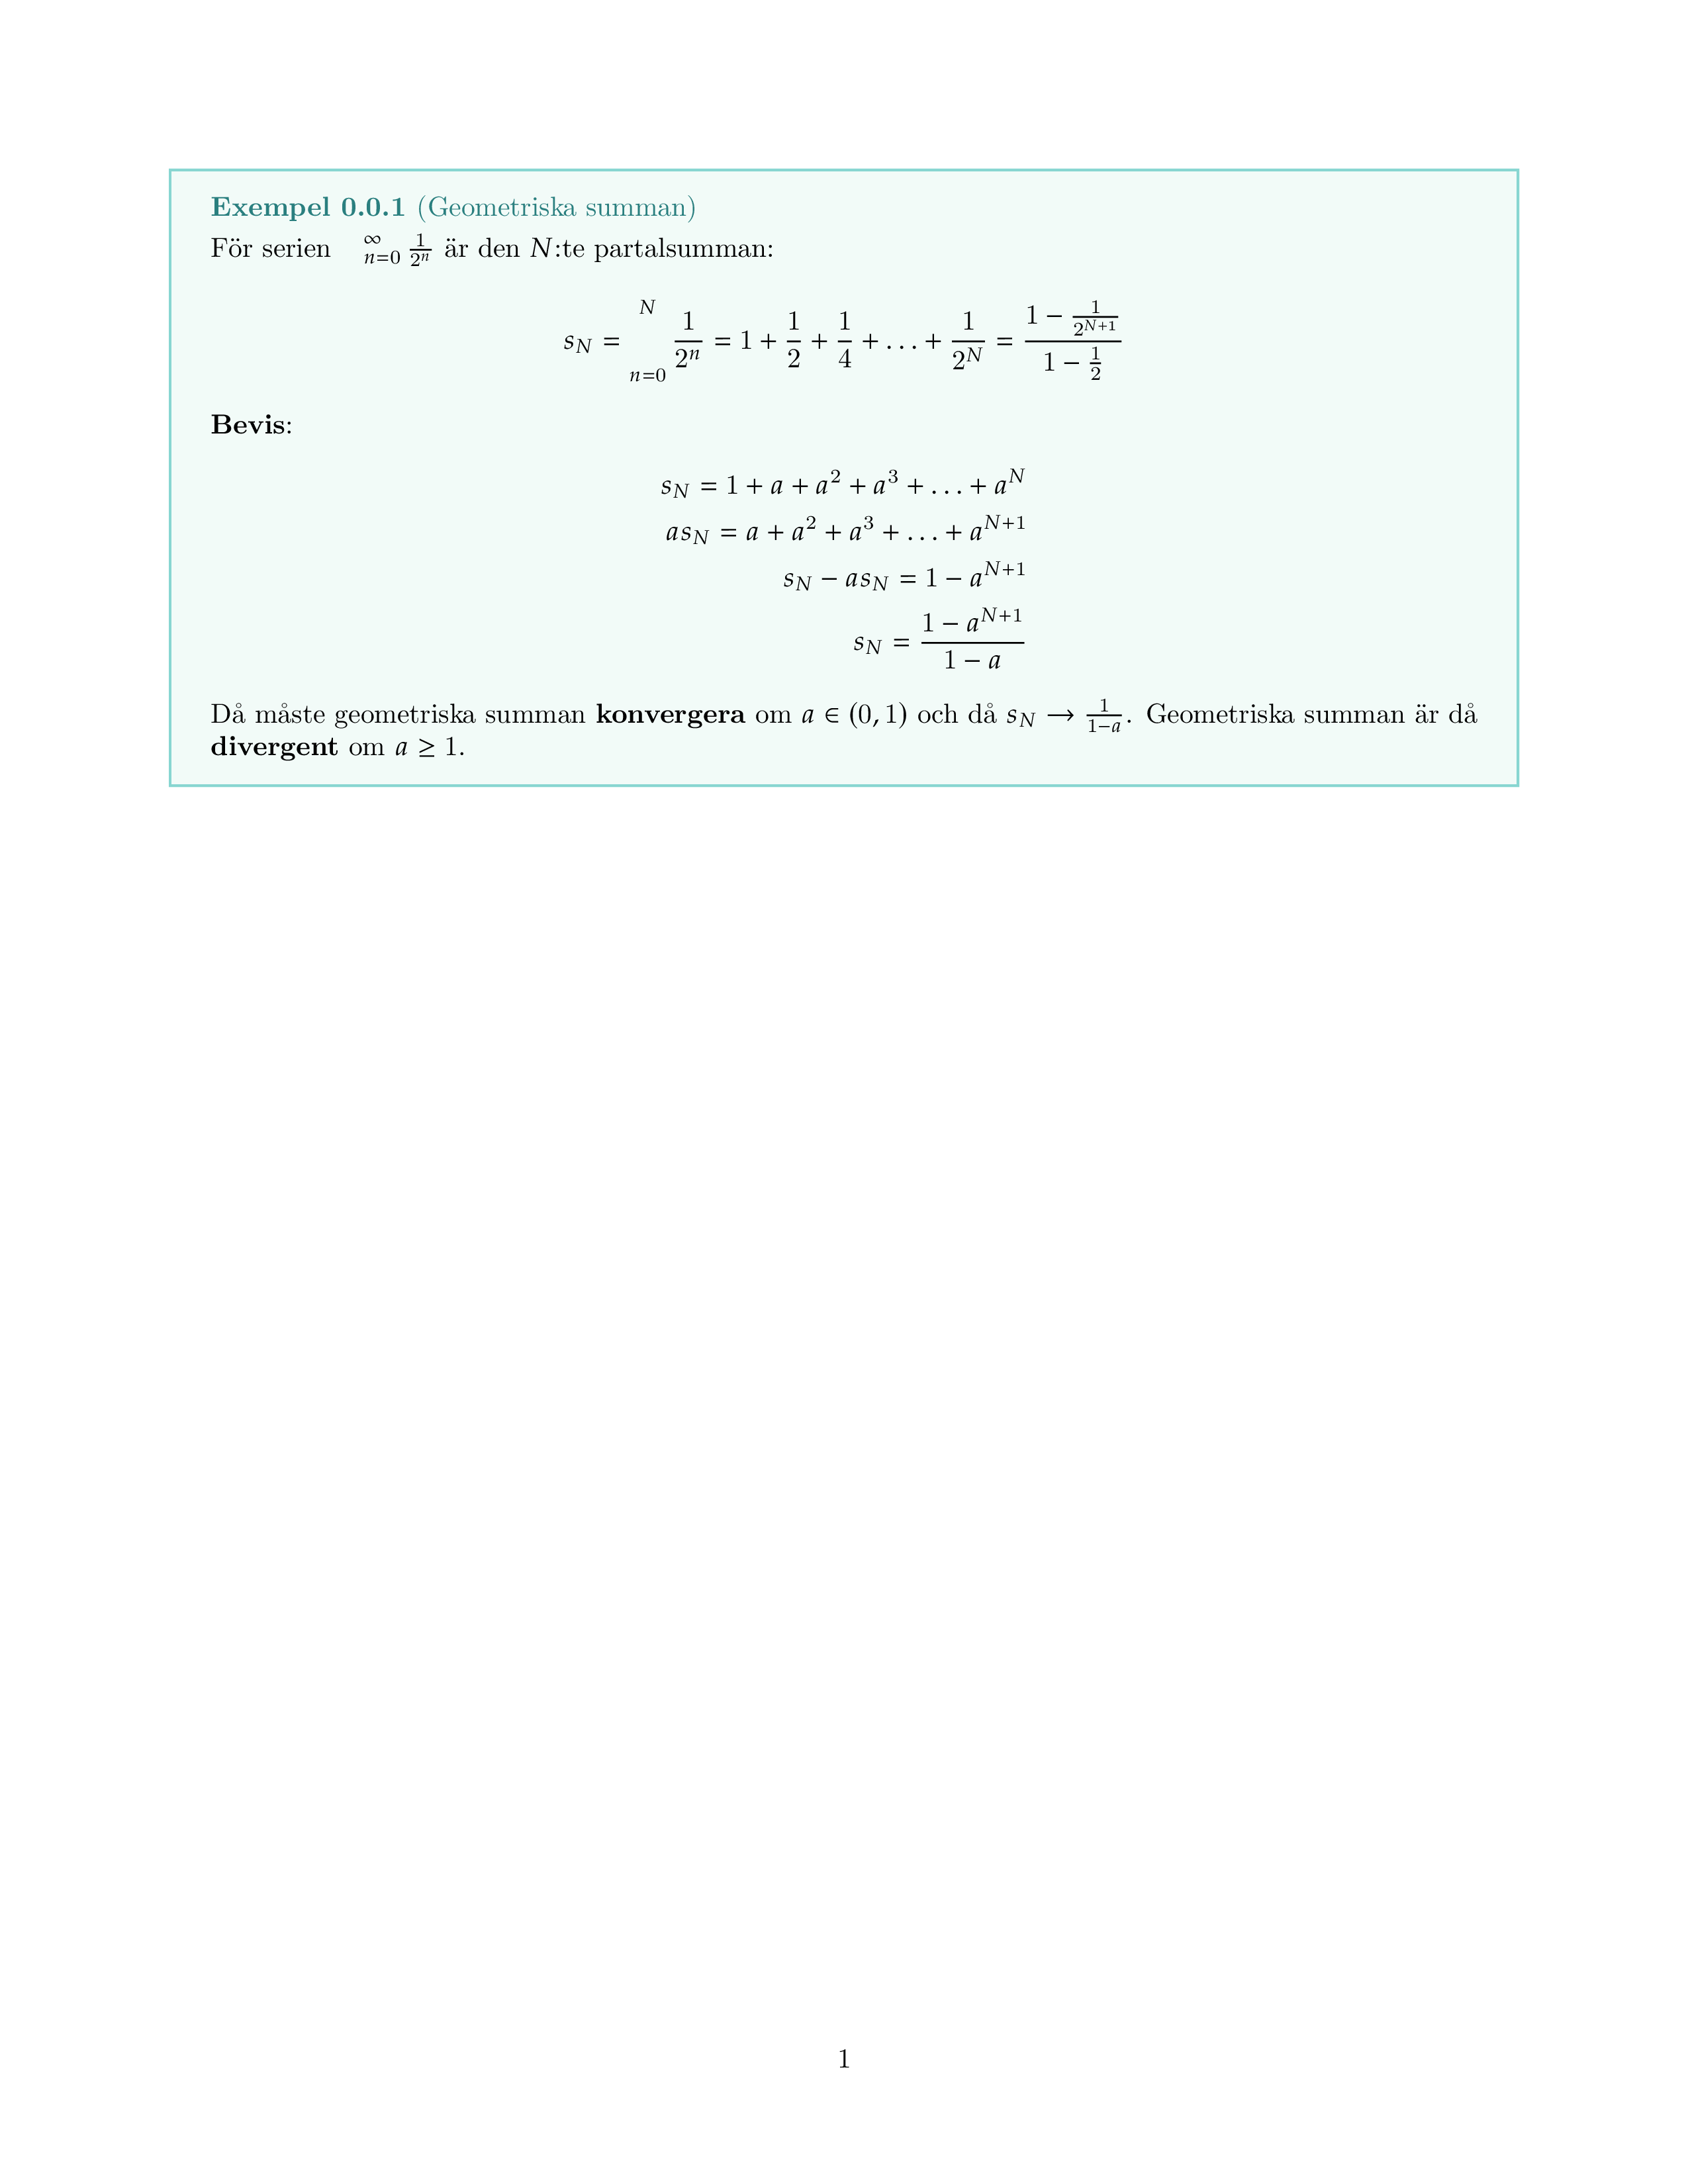 Exempel 0.0.1 (Geometriska summan)
För serien $_{n=0}^{\infty} \frac{1}{2^n}$ är den $N$:te partalsumman:
$s_N = \underset{n=0}{\overset{N}{}} \frac{1}{2^n} = 1 + \frac{1}{2} + \frac{1}{4} + \ldots + \frac{1}{2^N} = \frac{1 - \frac{1}{2^{N+1}}}{1 - \frac{1}{2}}$
Bevis:
$s_N = 1 + a + a^2 + a^3 + \ldots + a^N$
$as_N = a + a^2 + a^3 + \ldots + a^{N+1}$
$s_N - as_N = 1 - a^{N+1}$
$s_N = \frac{1 - a^{N+1}}{1 - a}$
Då måste geometriska summan konvergera om $a \in (0, 1)$ och då $s_N \to \frac{1}{1-a}$. Geometriska summan är då
divergent om $a \geq 1$.
1